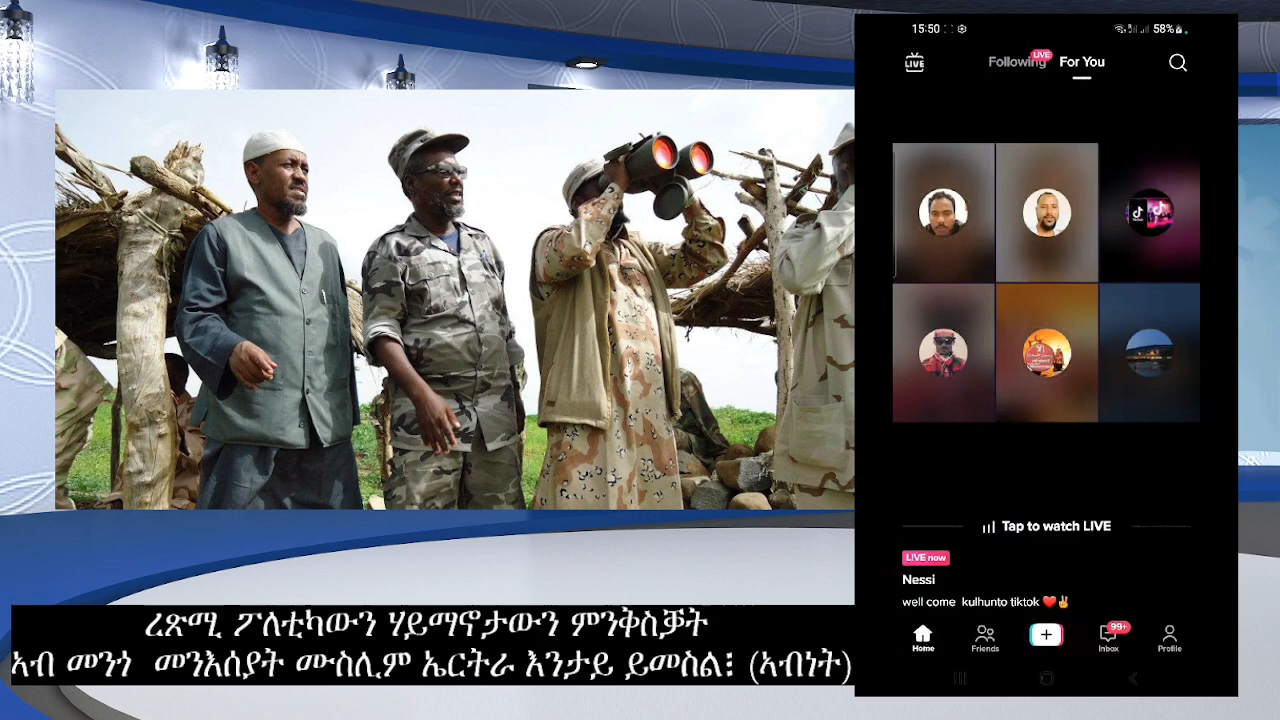 15:50
58%
LIVE
Following
LIVE
For You
Tap to watch LIVE
LIVE now
Nessi
well come kulhunto tiktok ❤️✌️
Home
Friends
99+
Inbox
Profile
ረጽሚ ፖለቲካውን ሃይማኖታውን ምንቅስቓት
ኣብ መንጎ መንእሰያት ሙስሊም ኤርትራ እንታይ ይመስል፧ (ኣብነት)